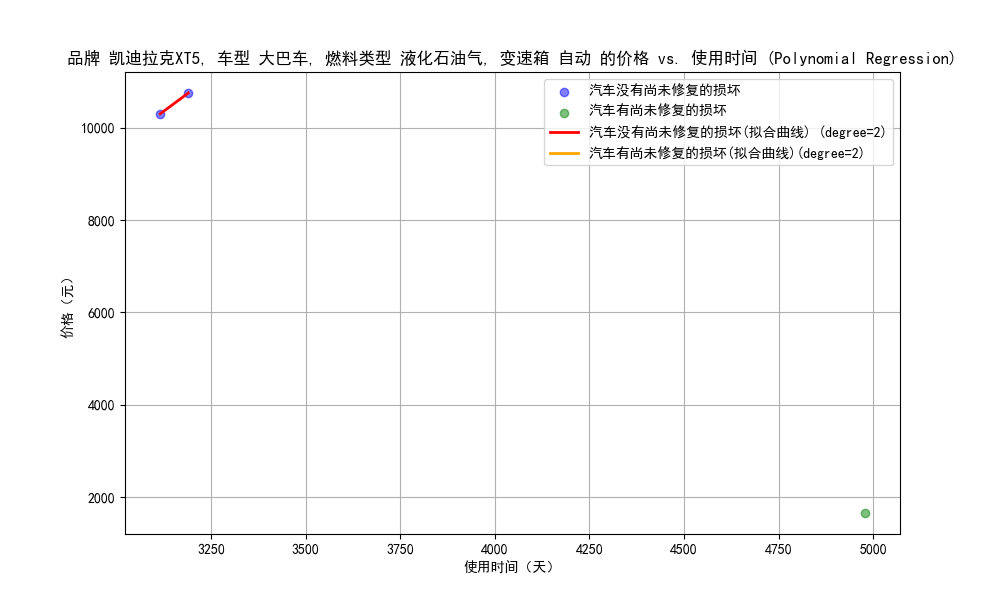 品牌 凯迪拉克XT5, 车型 大巴车, 燃料类型 液化石油气, 变速箱 自动 的价格 vs. 使用时间 (Polynomial Regression)
汽车没有尚未修复的损坏
汽车有尚未修复的损坏
汽车没有尚未修复的损坏(拟合曲线) (degree=2)
汽车有尚未修复的损坏(拟合曲线)(degree=2)
价格（元）
10000
8000
6000
4000
2000
3250 3500 3750 4000 4250 4500 4750 5000
使用时间（天）